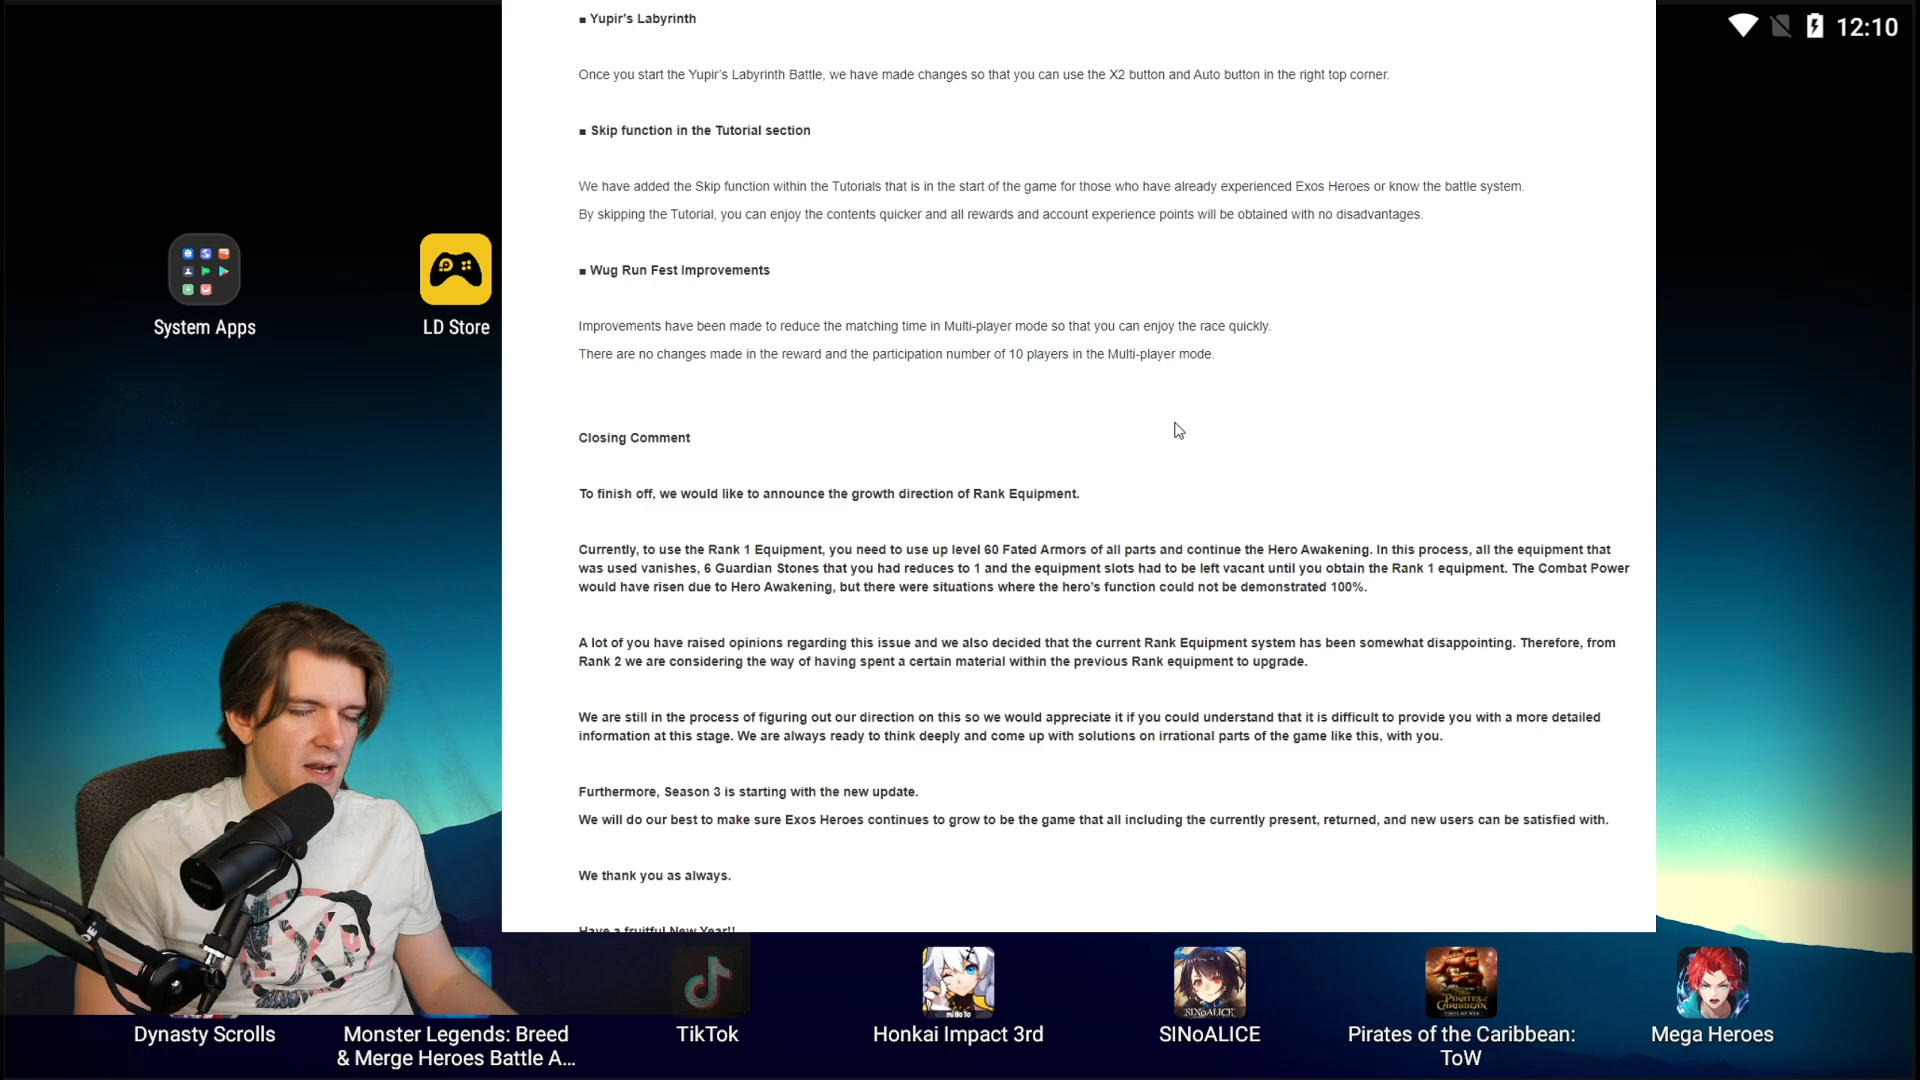 ■ Yupir's Labyrinth
12:10
Once you start the Yupir's Labyrinth Battle, we have made changes so that you can use the X2 button and Auto button in the right top corner.
■ Skip function in the Tutorial section
We have added the Skip function within the Tutorials that is in the start of the game for those who have already experienced Exos Heroes or know the battle system.
By skipping the Tutorial, you can enjoy the contents quicker and all rewards and account experience points will be obtained with no disadvantages.
■ Wug Run Fest Improvements
System Apps
LD Store
Improvements have been made to reduce the matching time in Multi-player mode so that you can enjoy the race quickly.
There are no changes made in the reward and the participation number of 10 players in the Multi-player mode.
Closing Comment
To finish off, we would like to announce the growth direction of Rank Equipment.
Currently, to use the Rank 1 Equipment, you need to use up level 60 Fated Armors of all parts and continue the Hero Awakening. In this process, all the equipment that
was used vanishes, 6 Guardian Stones that you had reduces to 1 and the equipment slots had to be left vacant until you obtain the Rank 1 equipment. The Combat Power
would have risen due to Hero Awakening, but there were situations where the hero's function could not be demonstrated 100%.
A lot of you have raised opinions regarding this issue and we also decided that the current Rank Equipment system has been somewhat disappointing. Therefore, from
Rank 2 we are considering the way of having spent a certain material within the previous Rank equipment to upgrade.
We are still in the process of figuring out our direction on this so we would appreciate it if you could understand that it is difficult to provide you with a more detailed
information at this stage. We are always ready to think deeply and come up with solutions on irrational parts of the game like this, with you.
Furthermore, Season 3 is starting with the new update.
We will do our best to make sure Exos Heroes continues to grow to be the game that all including the currently present, returned, and new users can be satisfied with.
We thank you as always.
Have a fruitful New Year!!
Dynasty Scrolls
Monster Legends: Breed
& Merge Heroes Battle A...
TikTok
Honkai Impact 3rd
SINoALICE
Pirates of the Caribbean:
ToW
Mega Heroes